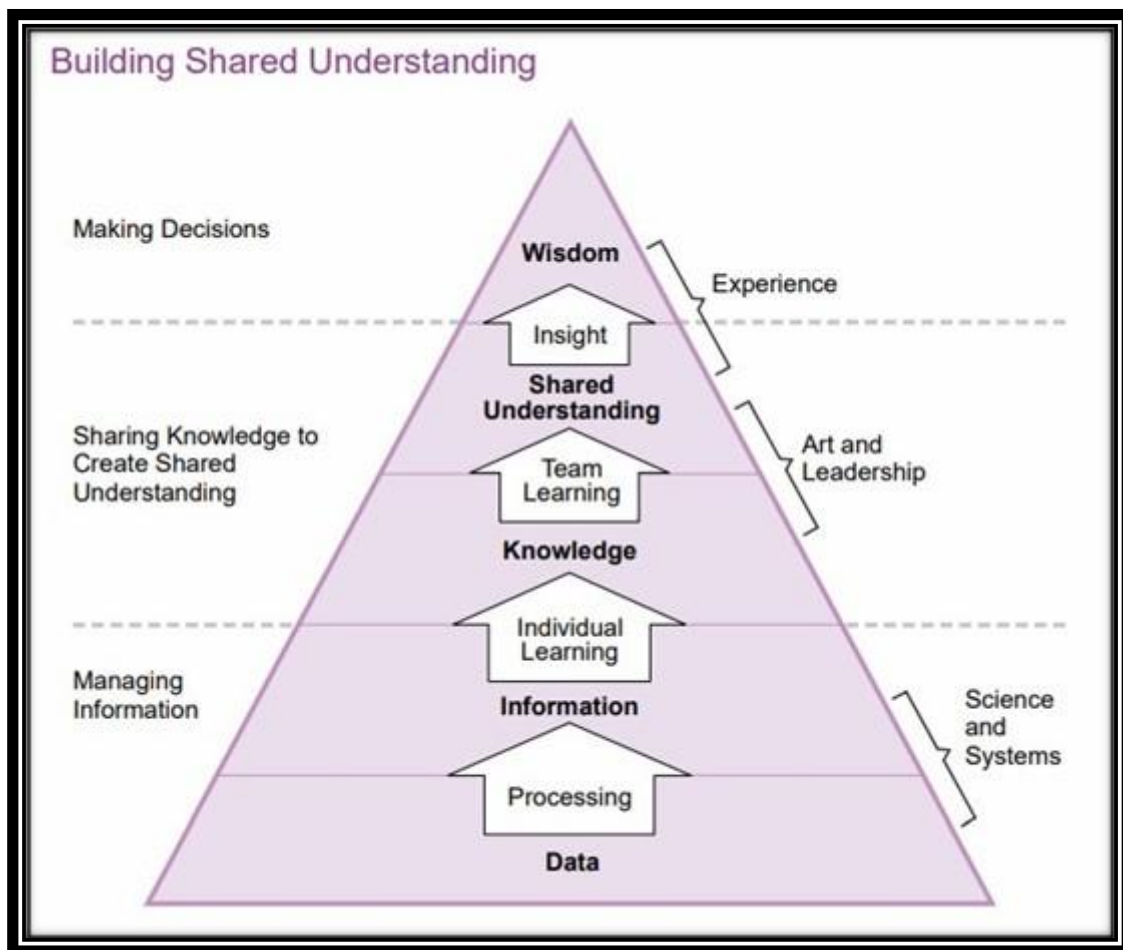 Building Shared Understanding
Making Decisions
Wisdom
Experience
Insight
Shared
Understanding
Sharing Knowledge to
Create Shared
Understanding
Art and
Leadership
Team
Learning
Knowledge
Individual
Learning
Managing
Information
Information
Science
and
Systems
Processing
Data